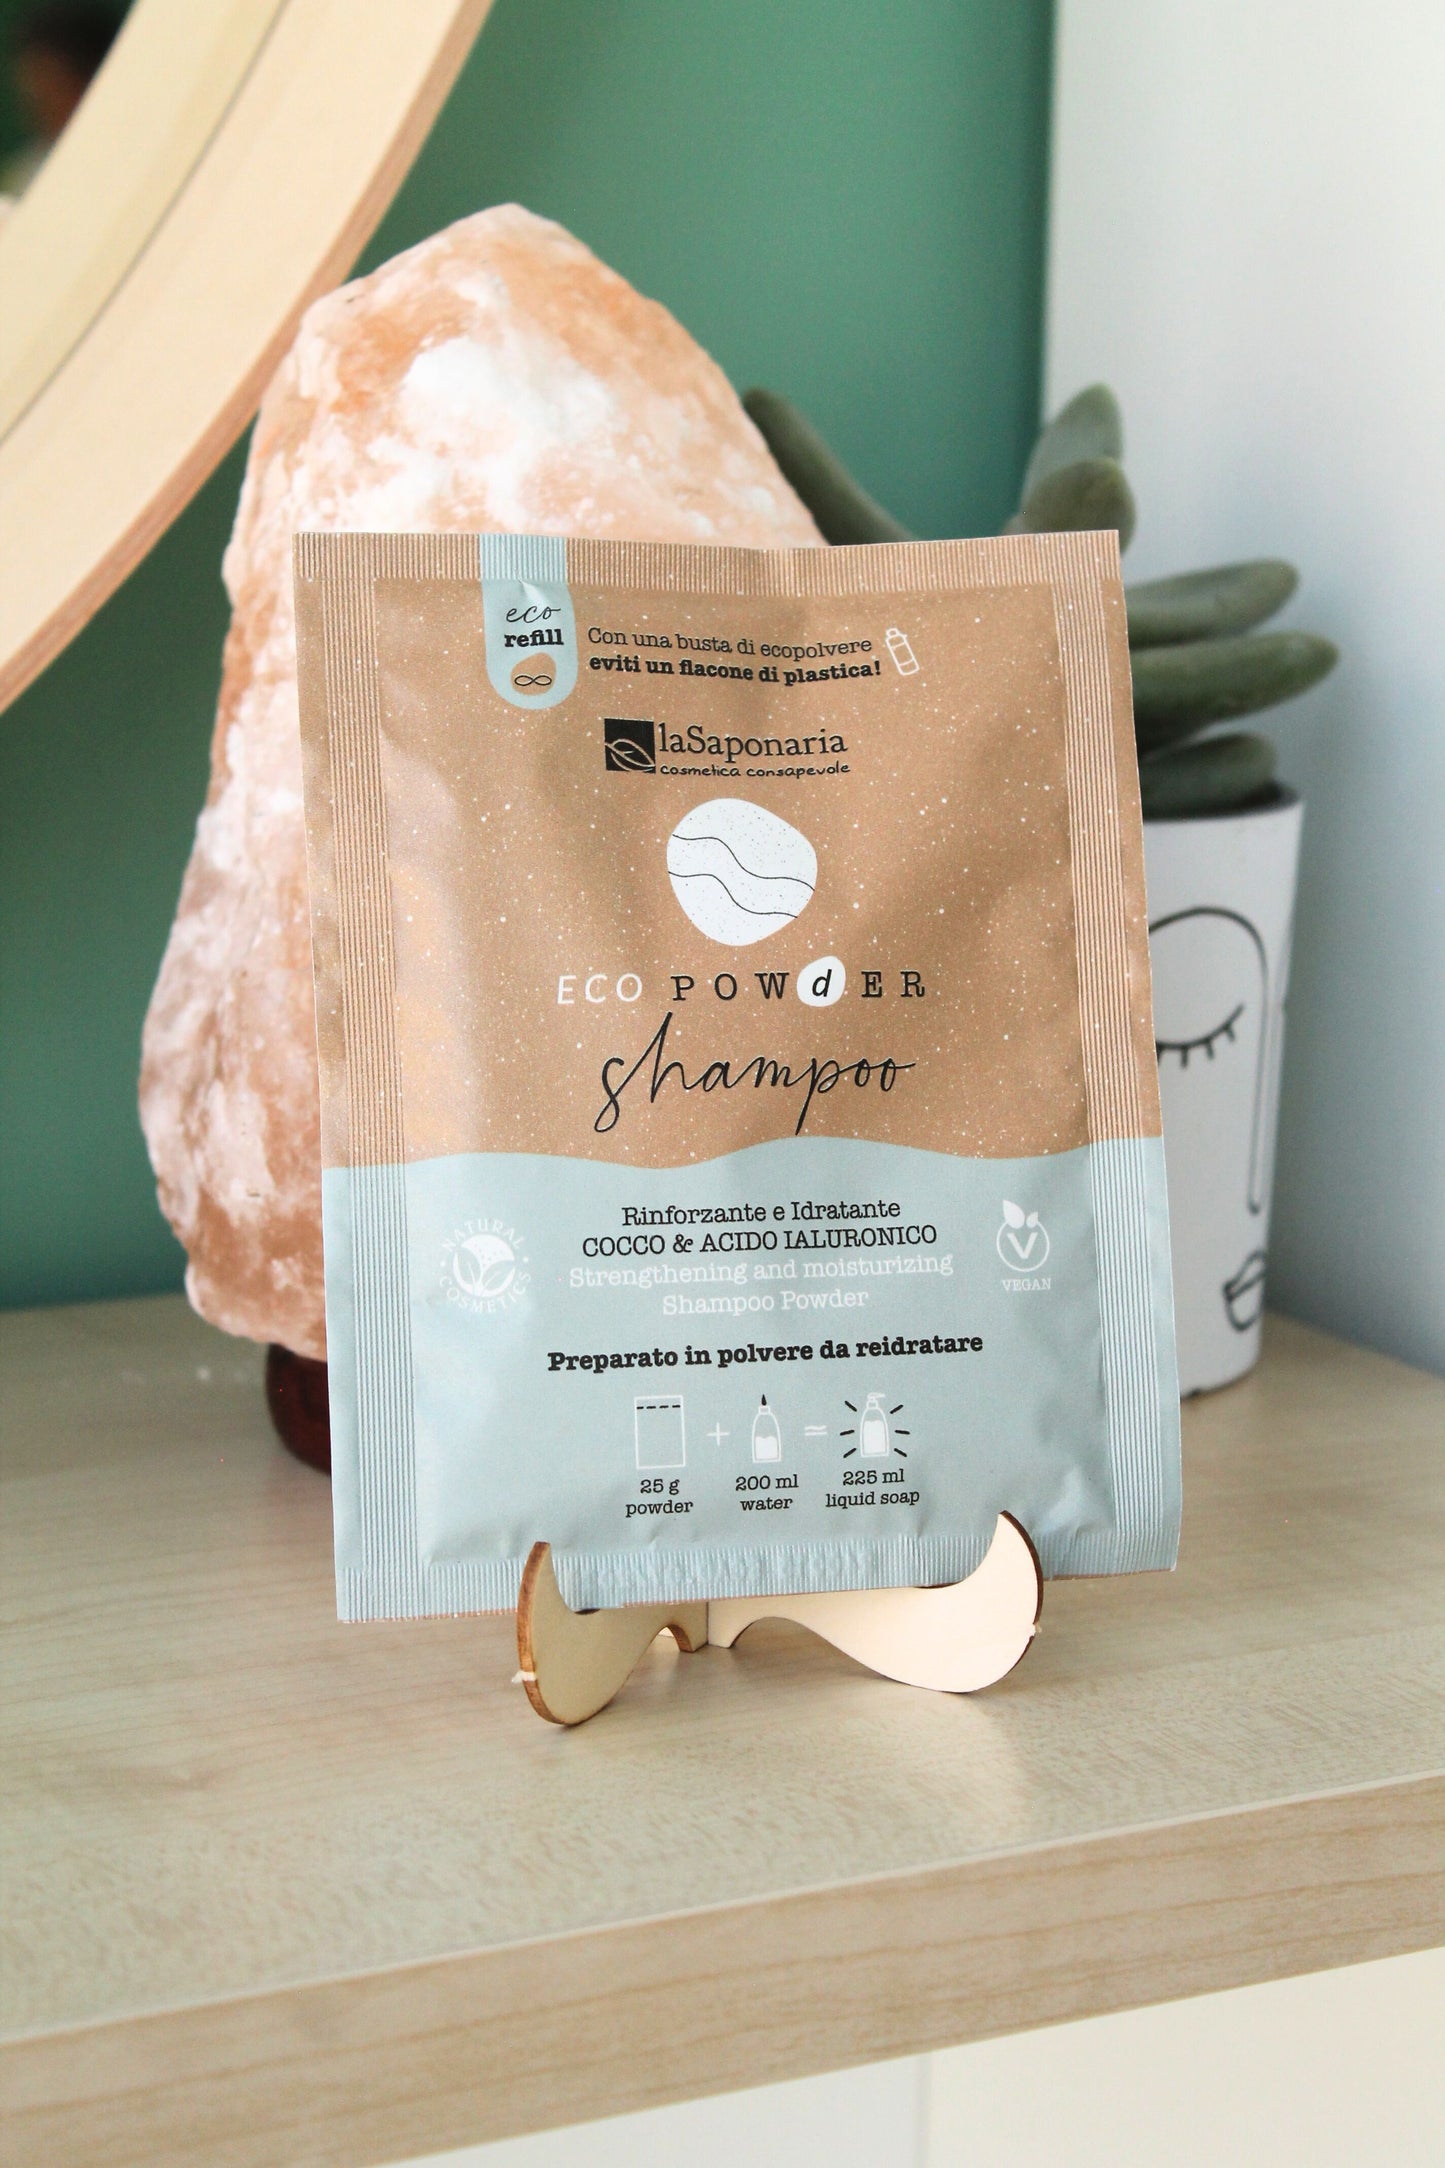 eco
refill
Con una busta di ecopolvere
eviti un flacone di plastica!
laSaponaria
cosmetica consapevole
ECO POWdER
shampoo
Rinforzante e Idratante
COCCO & ACIDO IALURONICO
Strengthening and moisturizing
Shampoo Powder
NATURAL
COSMETICS
V
VEGAN
Preparato in polvere da reidratare
+ =
25 g
powder
200 ml
water
225 ml
liquid soap